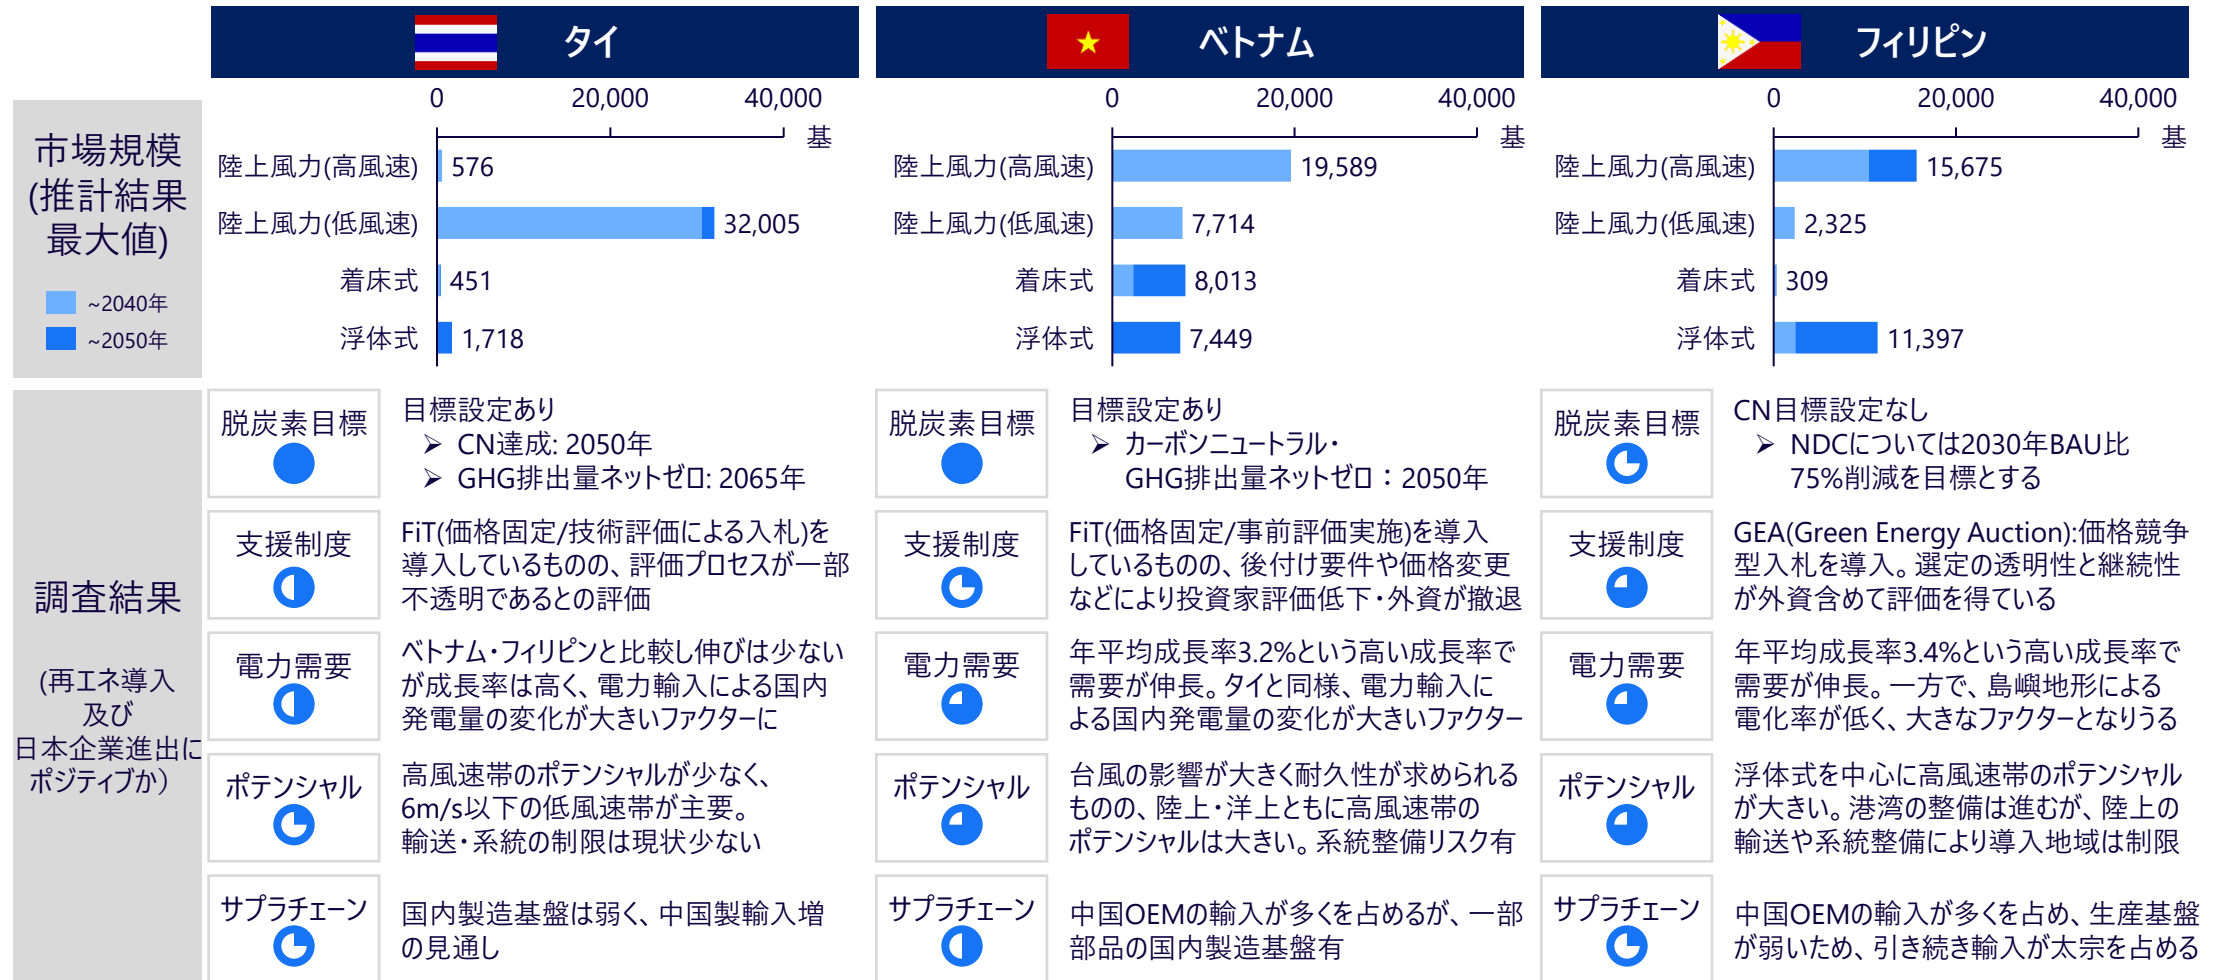 タイ
ベトナム
フィリピン
市場規模
(推計結果
最大値)
~2040年
~2050年
0
20,000
40,000
基
陸上風力(高風速)
576
陸上風力(低風速)
32,005
着床式
451
浮体式
1,718
0
20,000
40,000
基
陸上風力(高風速)
19,589
陸上風力(低風速)
7,714
着床式
8,013
浮体式
7,449
0
20,000
40,000
基
陸上風力(高風速)
15,675
陸上風力(低風速)
2,325
着床式
309
浮体式
11,397
調査結果
(再エネ導入
及び
日本企業進出に
ポジティブか）
脱炭素目標
目標設定あり
➢ CN達成: 2050年
➢ GHG排出量ネットゼロ: 2065年
脱炭素目標
目標設定あり
➢ カーボンニュートラル・
GHG排出量ネットゼロ：2050年
脱炭素目標
CN目標設定なし
➢ NDCについては2030年BAU比
75%削減を目標とする
支援制度
FiT(価格固定/技術評価による入札)を
導入しているものの、評価プロセスが一部
不透明であるとの評価
支援制度
FiT(価格固定/事前評価実施)を導入
しているものの、後付け要件や価格変更
などにより投資家評価低下・外資が撤退
支援制度
GEA(Green Energy Auction):価格競争
型入札を導入。選定の透明性と継続性
が外資含めて評価を得ている
電力需要
ベトナム・フィリピンと比較し伸びは少ない
が成長率は高く、電力輸入による国内
発電量の変化が大きいファクターに
電力需要
年平均成長率3.2%という高い成長率で
需要が伸長。タイと同様、電力輸入に
よる国内発電量の変化が大きいファクター
電力需要
年平均成長率3.4%という高い成長率で
需要が伸長。一方で、島嶼地形による
電化率が低く、大きなファクターとなりうる
ポテンシャル
高風速帯のポテンシャルが少なく、
6m/s以下の低風速帯が主要。
輸送・系統の制限は現状少ない
ポテンシャル
台風の影響が大きく耐久性が求められる
ものの、陸上・洋上ともに高風速帯の
ポテンシャルは大きい。系統整備リスク有
ポテンシャル
浮体式を中心に高風速帯のポテンシャル
が大きい。港湾の整備は進むが、陸上の
輸送や系統整備により導入地域は制限
サプラチェーン
国内製造基盤は弱く、中国製輸入増
の見通し
サプラチェーン
中国OEMの輸入が多くを占めるが、一部
部品の国内製造基盤有
サプラチェーン
中国OEMの輸入が多くを占め、生産基盤
が弱いため、引き続き輸入が太宗を占める